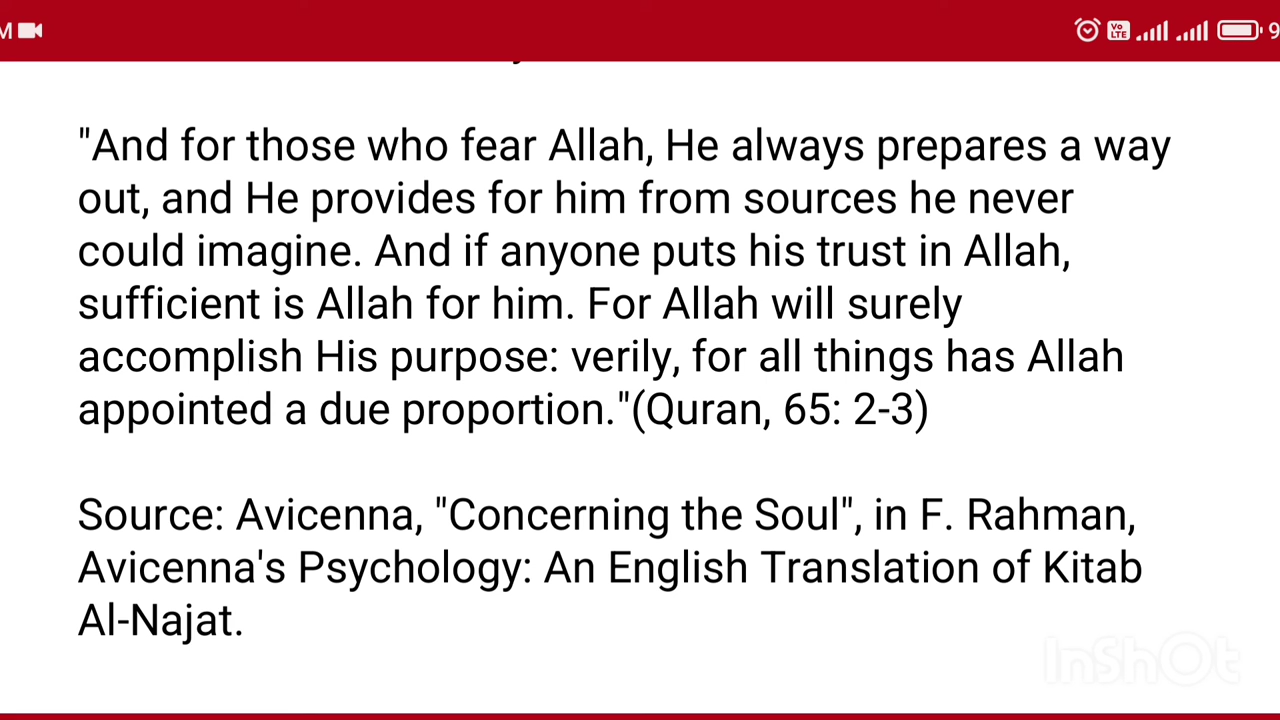 M Vo LTE 9
"And for those who fear Allah, He always prepares a way
out, and He provides for him from sources he never
could imagine. And if anyone puts his trust in Allah,
sufficient is Allah for him. For Allah will surely
accomplish His purpose: verily, for all things has Allah
appointed a due proportion."(Quran, 65: 2-3)
Source: Avicenna, "Concerning the Soul", in F. Rahman,
Avicenna's Psychology: An English Translation of Kitab
Al-Najat.
InShOt